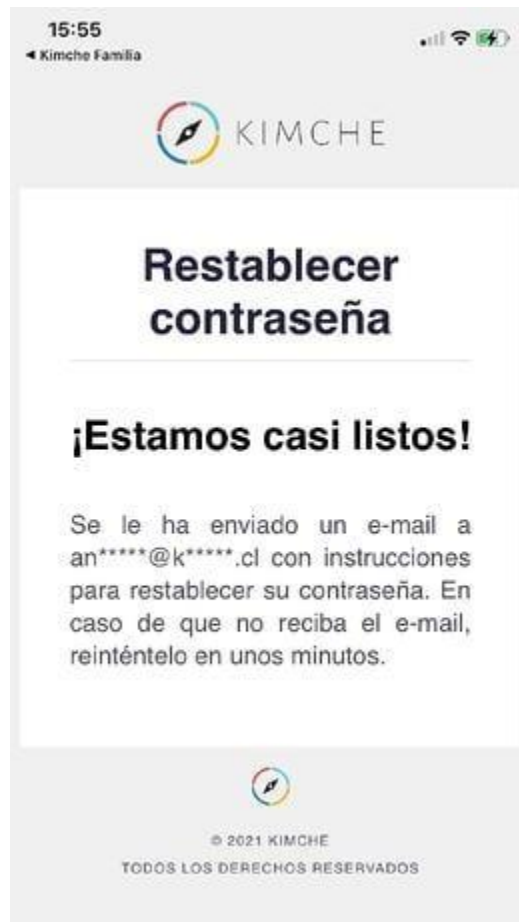 15:55
◀ Kimche Familia
KIMCHE
Restablecer
contraseña
¡Estamos casi listos!
Se le ha enviado un e-mail a
an*****@k*****.cl con instrucciones
para restablecer su contraseña. En
caso de que no reciba el e-mail,
reinténtelo en unos minutos.
© 2021 KIMCHE
TODOS LOS DERECHOS RESERVADOS